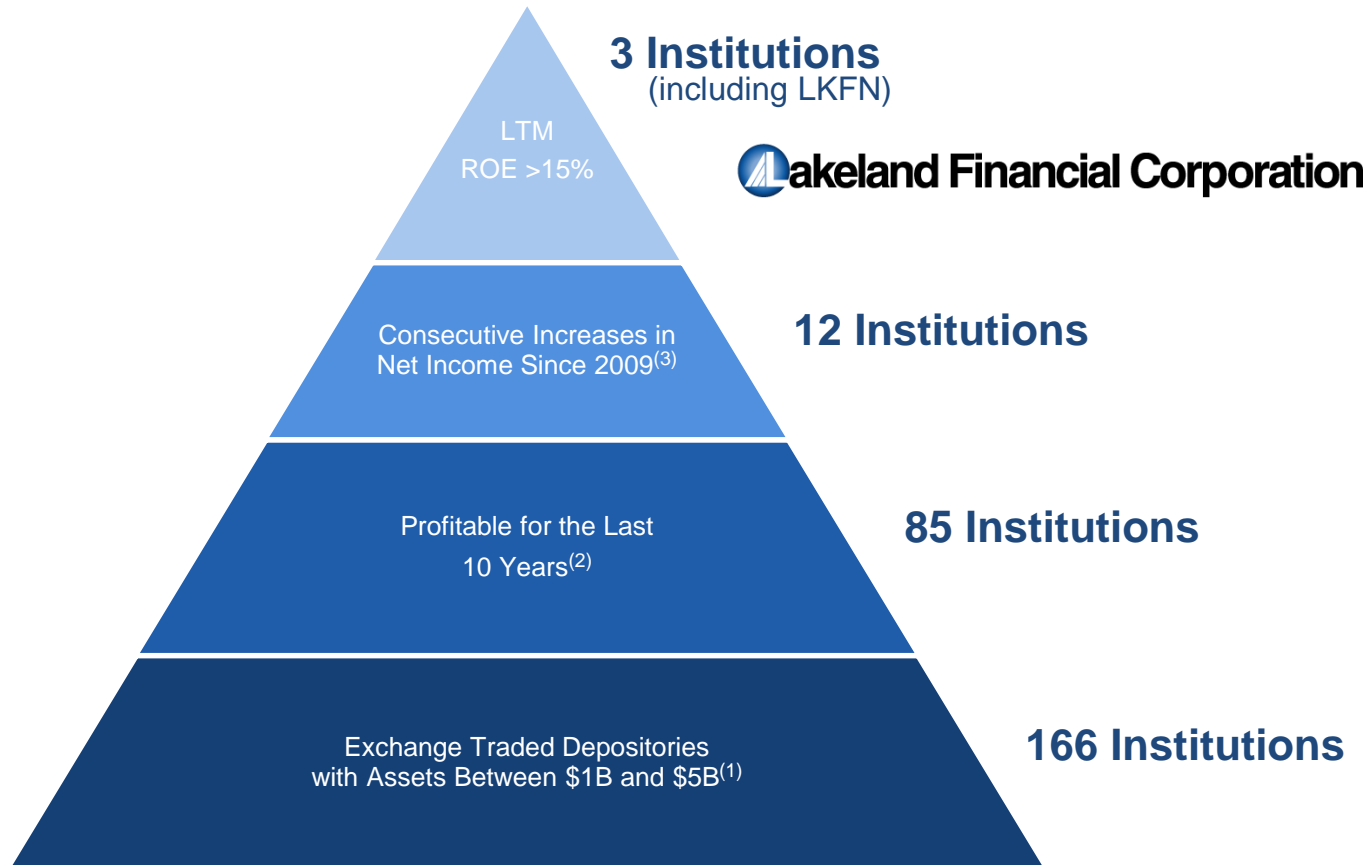 3 Institutions
(including LKFN)
LTM
ROE >15%
Lakeland Financial Corporation
Consecutive Increases in
Net Income Since 2009(3)
12 Institutions
Profitable for the Last
10 Years(2)
85 Institutions
Exchange Traded Depositories
with Assets Between $1B and $5B(1)
166 Institutions